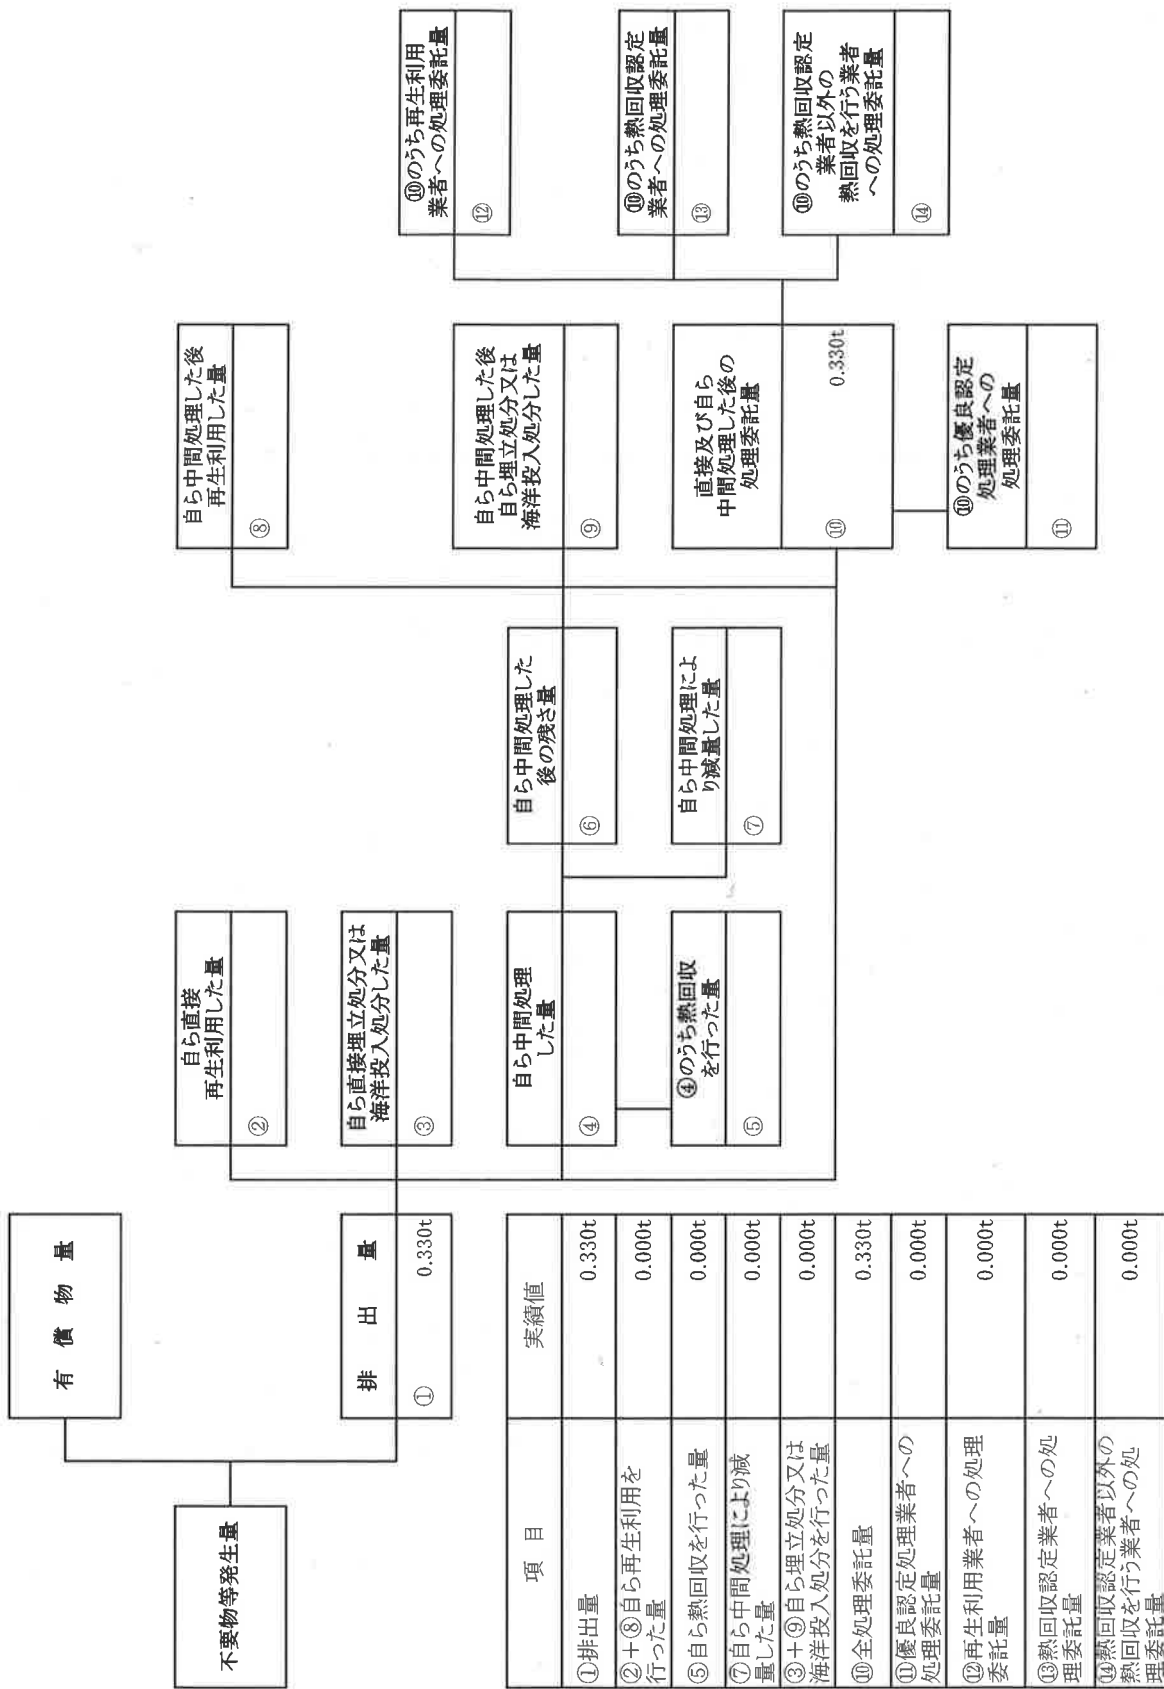 不要物等発生量
有償物量
排出量
① 0.330t
自ら直接
再生利用した量
②
自ら直接埋立処分又は
海洋投入処分した量
③
自ら中間処理
した量
④
④のうち熱回収
を行った量
⑤
自ら中間処理した
後の残さ量
⑥
自ら中間処理によ
り減量した量
⑦
自ら中間処理した後
再生利用した量
⑧
自ら中間処理した後
自ら埋立処分又は
海洋投入処分した量
⑨
直接及び自ら
中間処理した後の
処理委託量
⑩ 0.330t
⑩のうち優良認定
処理業者への
処理委託量
⑪
⑩のうち再生利用
業者への処理委託量
⑫
⑩のうち熱回収認定
業者への処理委託量
⑬
⑩のうち熱回収認定
業者以外の
熱回収を行う業者
への処理委託量
⑭
項目 実績値
①排出量 0.330t
②+⑧自ら再生利用を
行った量 0.000t
⑤自ら熱回収を行った量 0.000t
⑦自ら中間処理により減
量した量 0.000t
③+⑨自ら埋立処分又は
海洋投入処分を行った量 0.000t
⑩全処理委託量 0.330t
⑪優良認定処理業者への
処理委託量 0.000t
⑫再生利用業者への処理
委託量 0.000t
⑬熱回収認定業者への処
理委託量 0.000t
⑭熱回収認定業者以外の
熱回収を行う業者への処
理委託量 0.000t